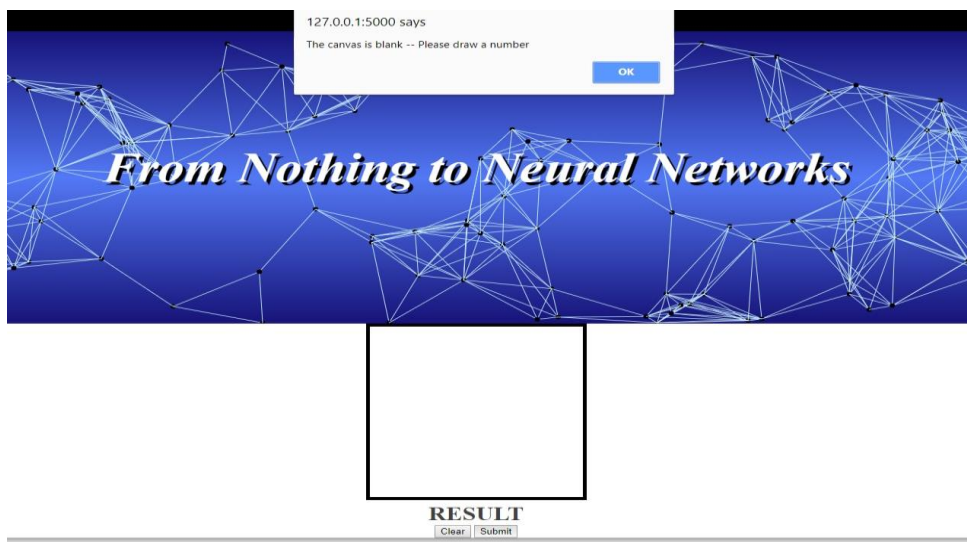 127.0.0.1:5000 says
The canvas is blank -- Please draw a number
OK
From Nothing to Neural Networks
RESULT
Clear Submit